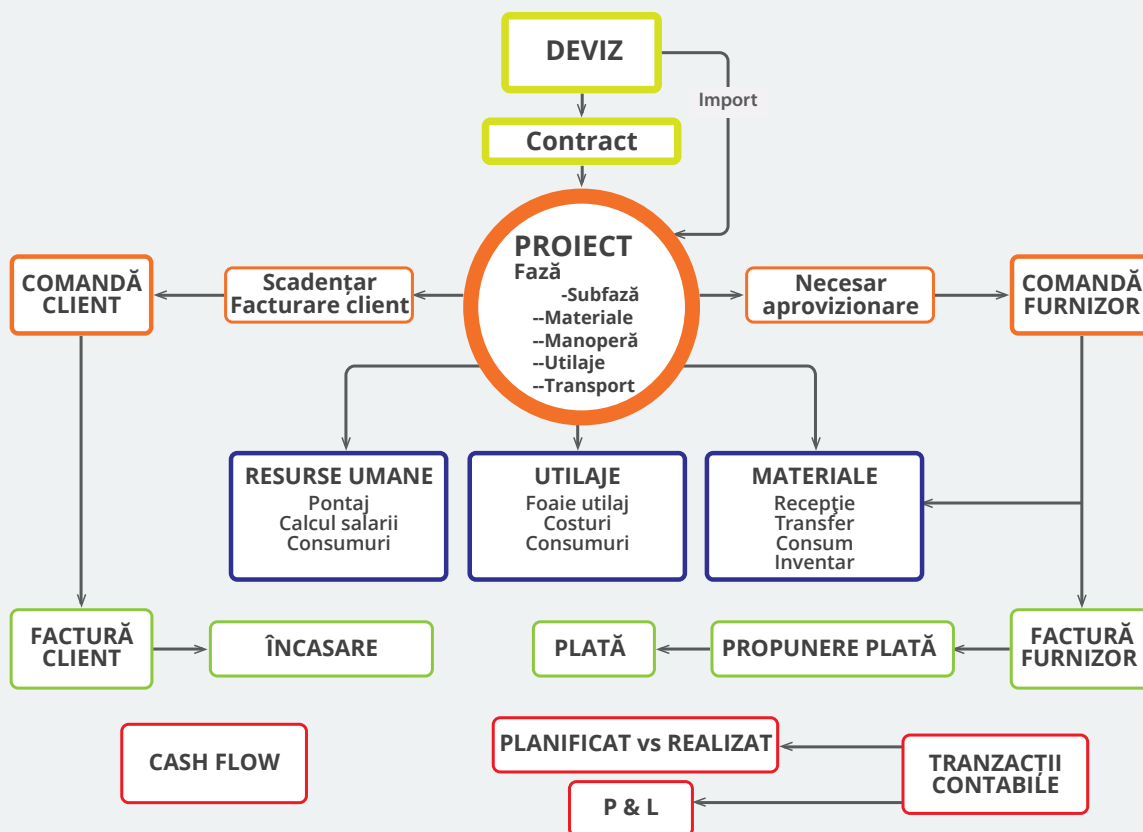 DEVIZ
Import
Contract
PROIECT
Fază
-Subfază
--Materiale
--Manoperă
--Utilaje
--Transport
COMANDĂ
CLIENT
Scadențar
Facturare client
Necesar
aprovizionare
COMANDĂ
FURNIZOR
RESURSE UMANE
Pontaj
Calcul salarii
Consumuri
UTILAJE
Foaie utilaj
Costuri
Consumuri
MATERIALE
Recepție
Transfer
Consum
Inventar
FACTURĂ
CLIENT
ÎNCASARE
PLATĂ
PROPUNERE PLATĂ
FACTURĂ
FURNIZOR
CASH FLOW
PLANIFICAT vs REALIZAT
P & L
TRANZACȚII
CONTABILE